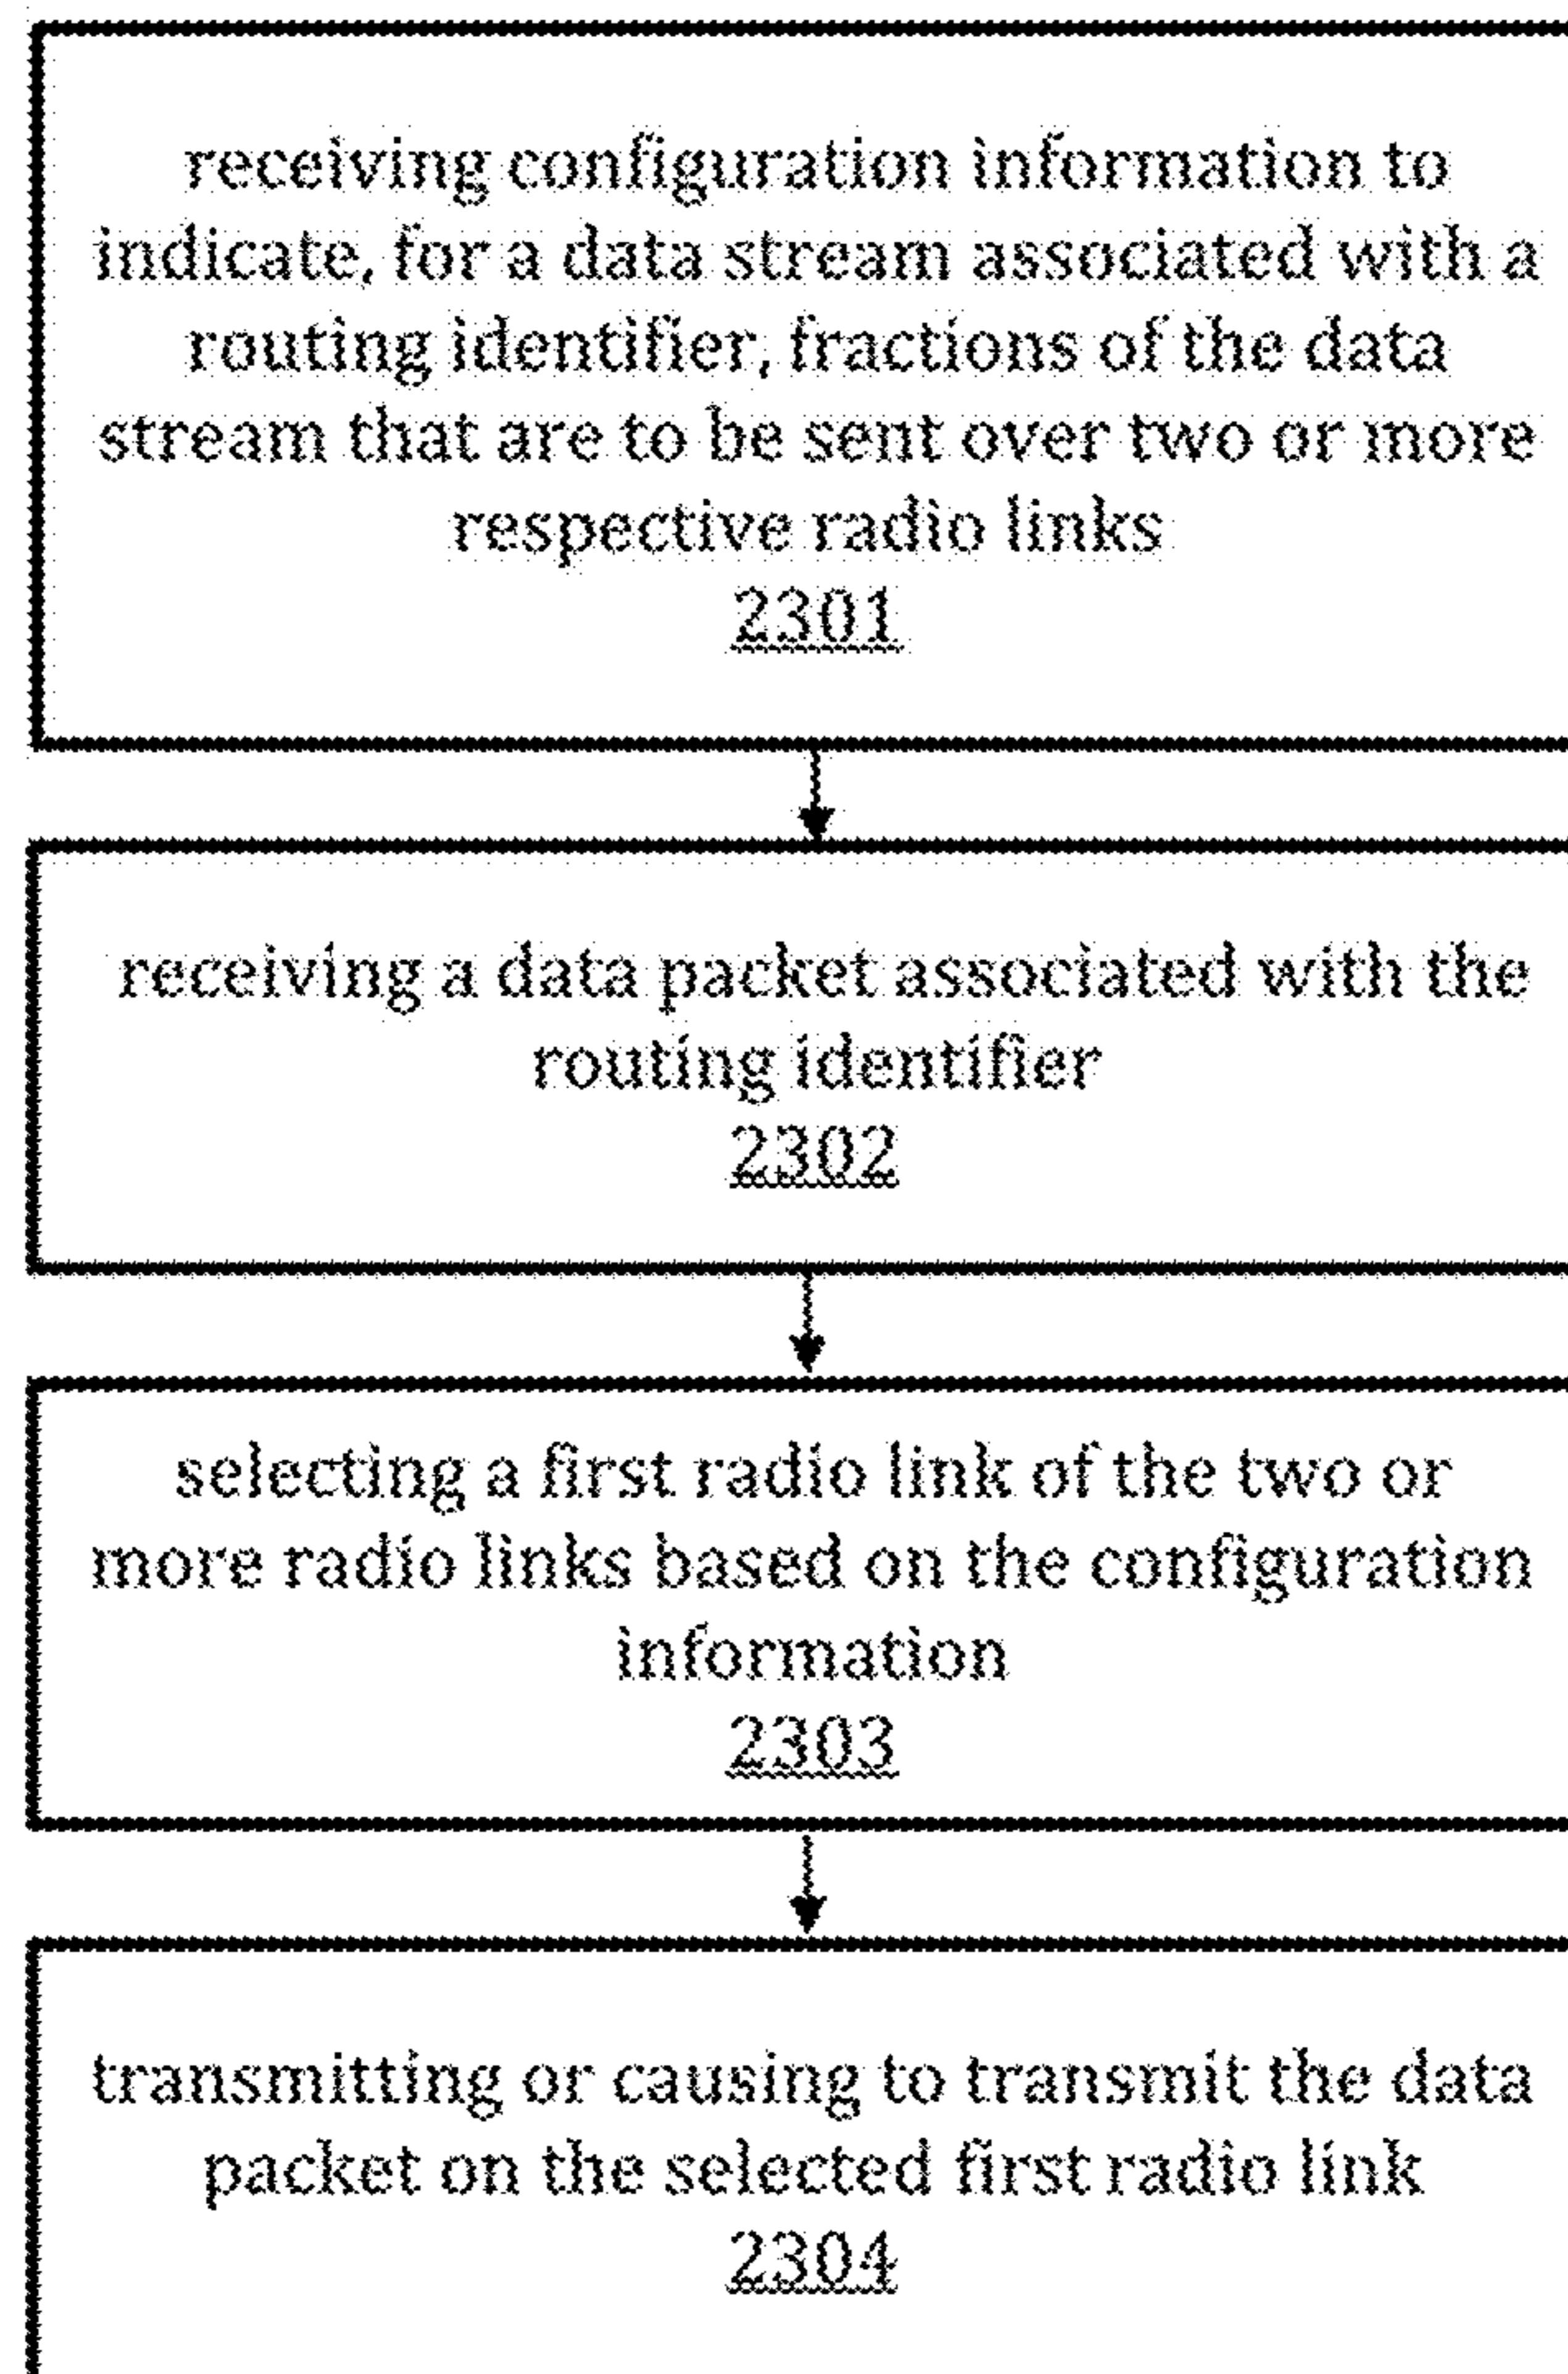 receiving configuration information to
indicate, for a data stream associated with a
routing identifier, fractions of the data
stream that are to be sent over two or more
respective radio links
2301
receiving a data packet associated with the
routing identifier
2302
selecting a first radio link of the two or
more radio links based on the configuration
information
2303
transmitting or causing to transmit the data
packet on the selected first radio link
2304